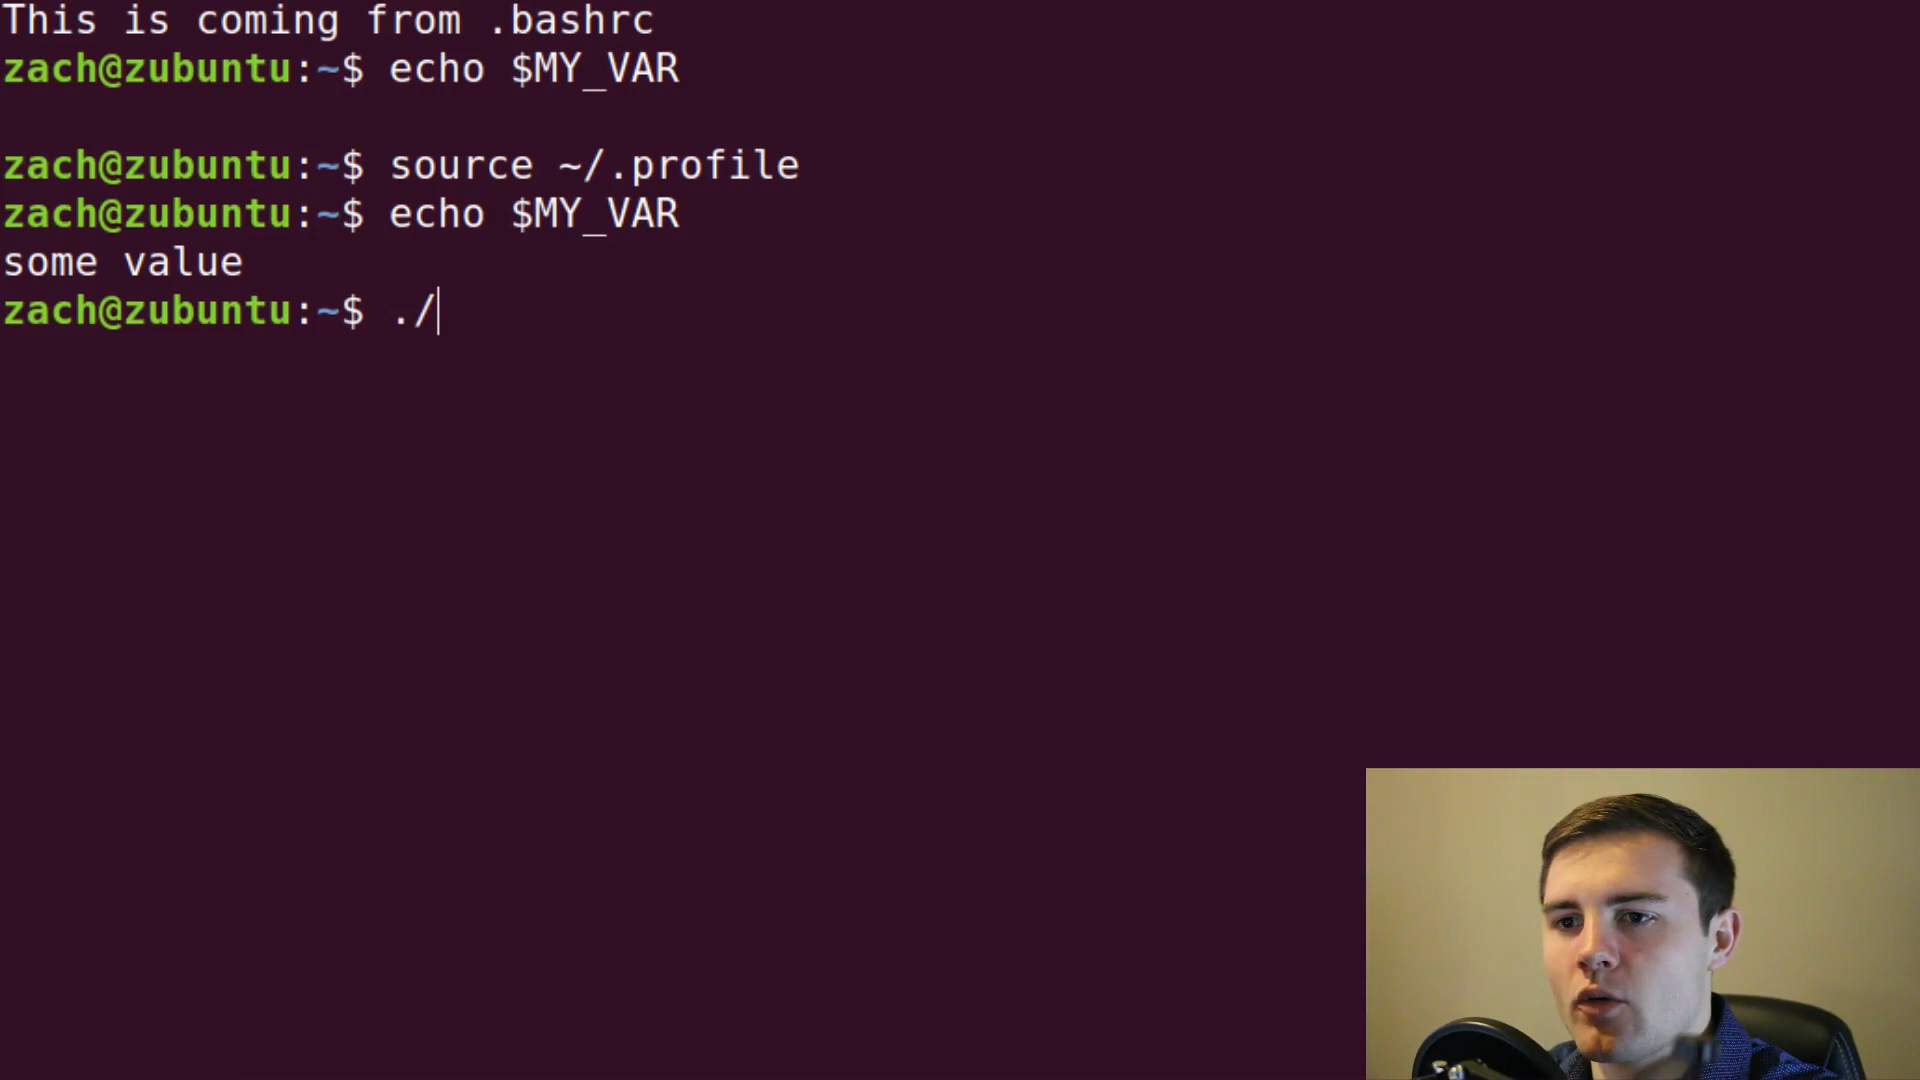 This is coming from .bashrc
zach@zubuntu:~$ echo $MY_VAR
zach@zubuntu:~$ source ~/.profile
zach@zubuntu:~$ echo $MY_VAR
some value
zach@zubuntu:~$ ./